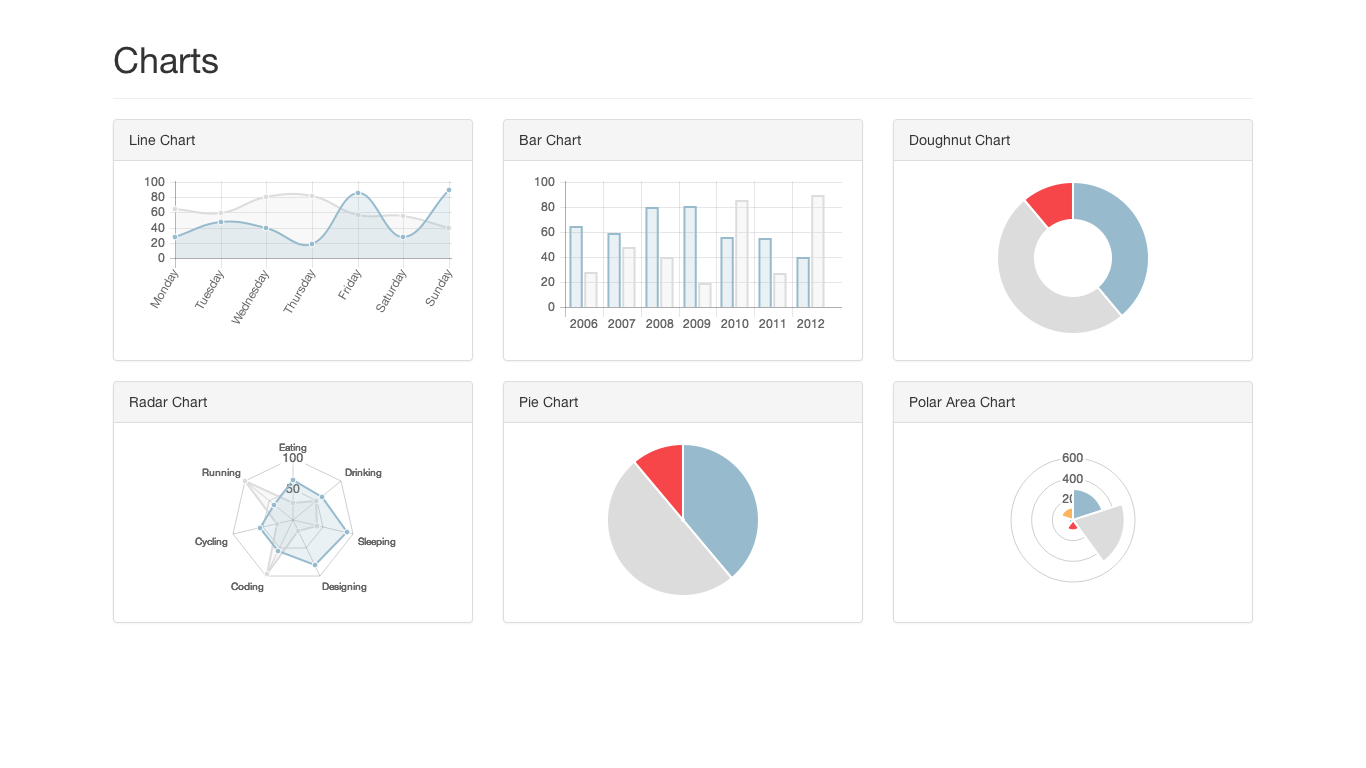 Charts
Line Chart
100
80
60
40
20
0
Monday
Tuesday
Wednesday
Thursday
Friday
Saturday
Sunday
Bar Chart
100
80
60
40
20
0
2006 2007 2008 2009 2010 2011 2012
Doughnut Chart
Radar Chart
Eating
100
Running
Drinking
50
Cycling
Sleeping
Coding
Designing
Pie Chart
Polar Area Chart
600
400